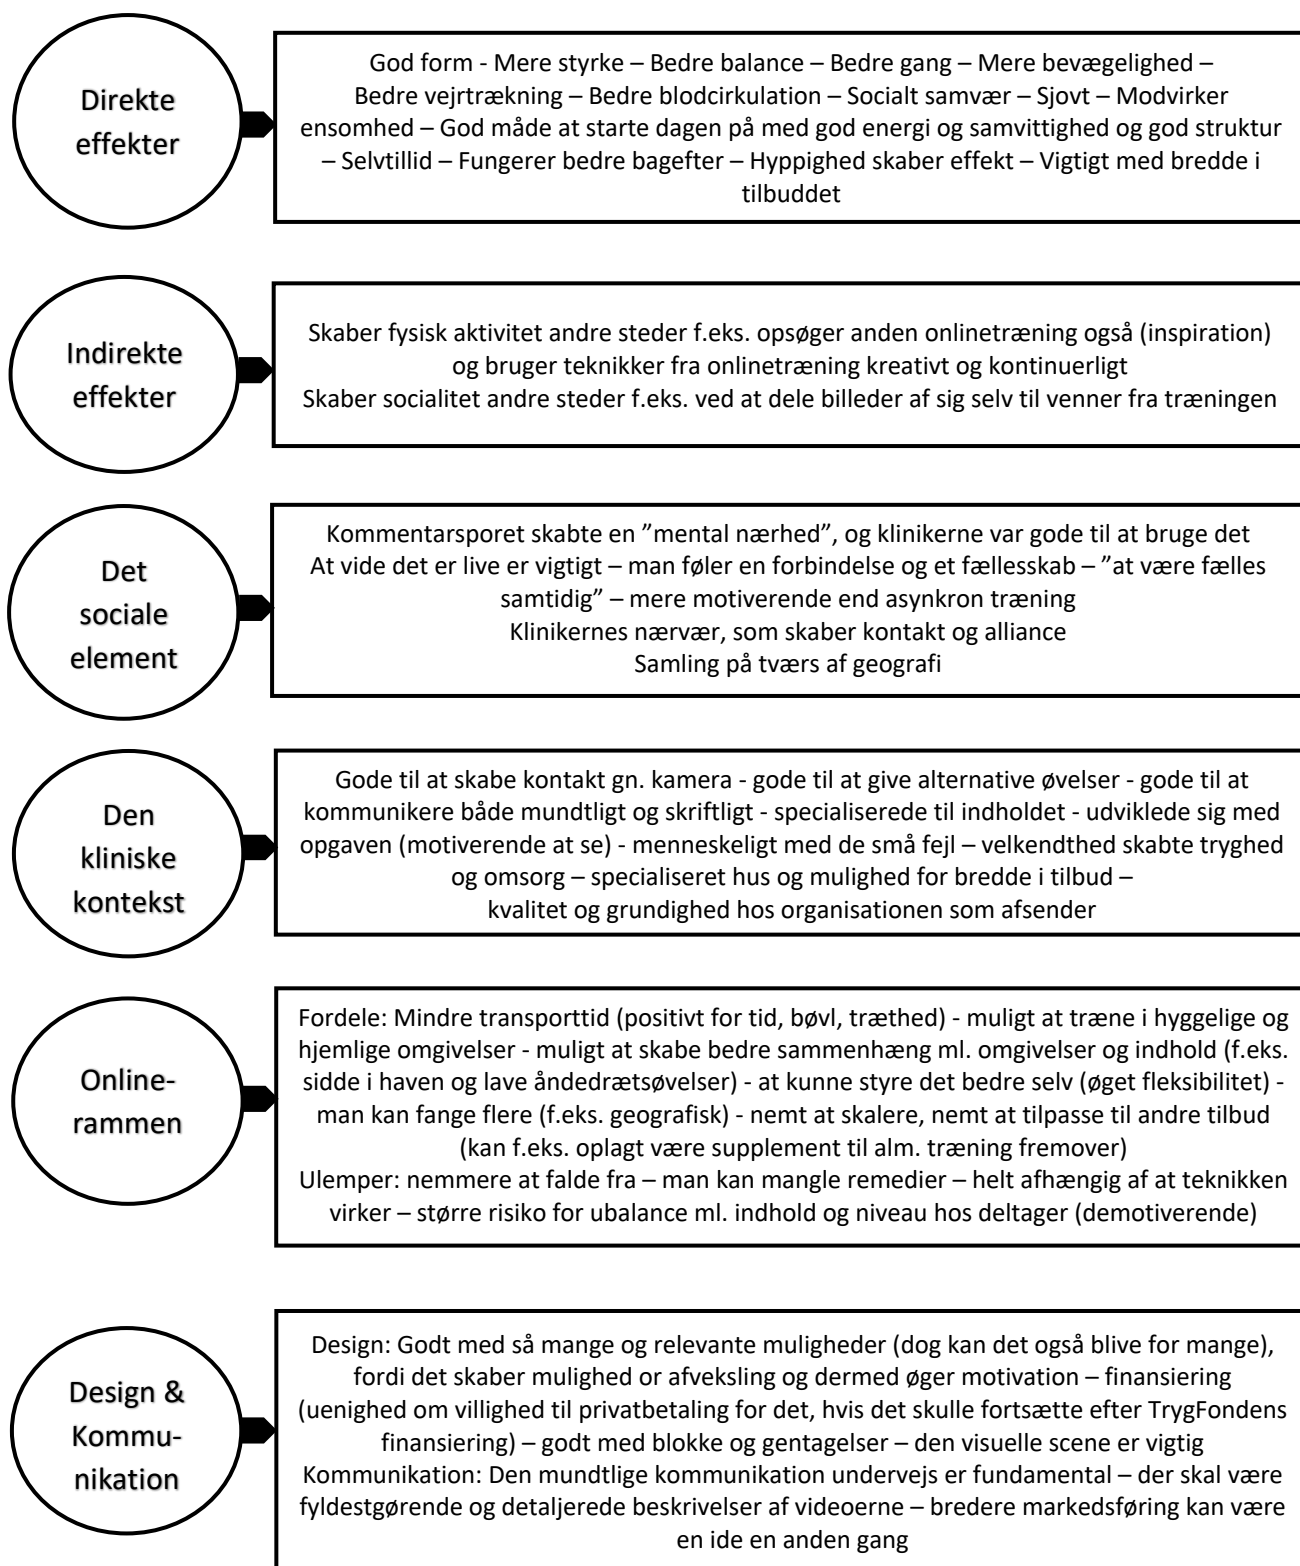 Direkte
effekter
God form - Mere styrke – Bedre balance – Bedre gang – Mere bevægelighed –
Bedre vejrtrækning – Bedre blodcirkulation – Socialt samvær – Sjovt – Modvirker
ensomhed – God måde at starte dagen på med god energi og samvittighed og god struktur
– Selvtillid – Fungerer bedre bagefter – Hyppighed skaber effekt – Vigtigt med bredde i
tilbuddet
Indirekte
effekter
Skaber fysisk aktivitet andre steder f.eks. opsøger anden onlinetræning også (inspiration)
og bruger teknikker fra onlinetræning kreativt og kontinuerligt
Skaber socialitet andre steder f.eks. ved at dele billeder af sig selv til venner fra træningen
Det
sociale
element
Kommentarsporet skabte en ”mental nærhed”, og klinikerne var gode til at bruge det
At vide det er live er vigtigt – man føler en forbindelse og et fællesskab – ”at være fælles
samtidig” – mere motiverende end asynkron træning
Klinikernes nærvær, som skaber kontakt og alliance
Samling på tværs af geografi
Den
kliniske
kontekst
Gode til at skabe kontakt gn. kamera - gode til at give alternative øvelser - gode til at
kommunikere både mundtligt og skriftligt - specialiserede til indholdet - udviklede sig med
opgaven (motiverende at se) - menneskeligt med de små fejl – velkendthed skabte tryghed
og omsorg – specialiseret hus og mulighed for bredde i tilbud –
kvalitet og grundighed hos organisationen som afsender
Online-
rammen
Fordele: Mindre transporttid (positivt for tid, bøvl, træthed) - muligt at træne i hyggelige og
hjemlige omgivelser - muligt at skabe bedre sammenhæng ml. omgivelser og indhold (f.eks.
sidde i haven og lave åndedrætsøvelser) - at kunne styre det bedre selv (øget fleksibilitet) -
man kan fange flere (f.eks. geografisk) - nemt at skalere, nemt at tilpasse til andre tilbud
(kan f.eks. oplagt være supplement til alm. træning fremover)
Ulemper: nemmere at falde fra – man kan mangle remedier – helt afhængig af at teknikken
virker – større risiko for ubalance ml. indhold og niveau hos deltager (demotiverende)
Design &
Kommu-
nikation
Design: Godt med så mange og relevante muligheder (dog kan det også blive for mange),
fordi det skaber mulighed or afveksling og dermed øger motivation – finansiering
(uenighed om villighed til privatbetaling for det, hvis det skulle fortsætte efter TrygFondens
finansiering) – godt med blokke og gentagelser – den visuelle scene er vigtig
Kommunikation: Den mundtlige kommunikation undervejs er fundamental – der skal være
fyldestgørende og detaljerede beskrivelser af videoerne – bredere markedsføring kan være
en ide en anden gang